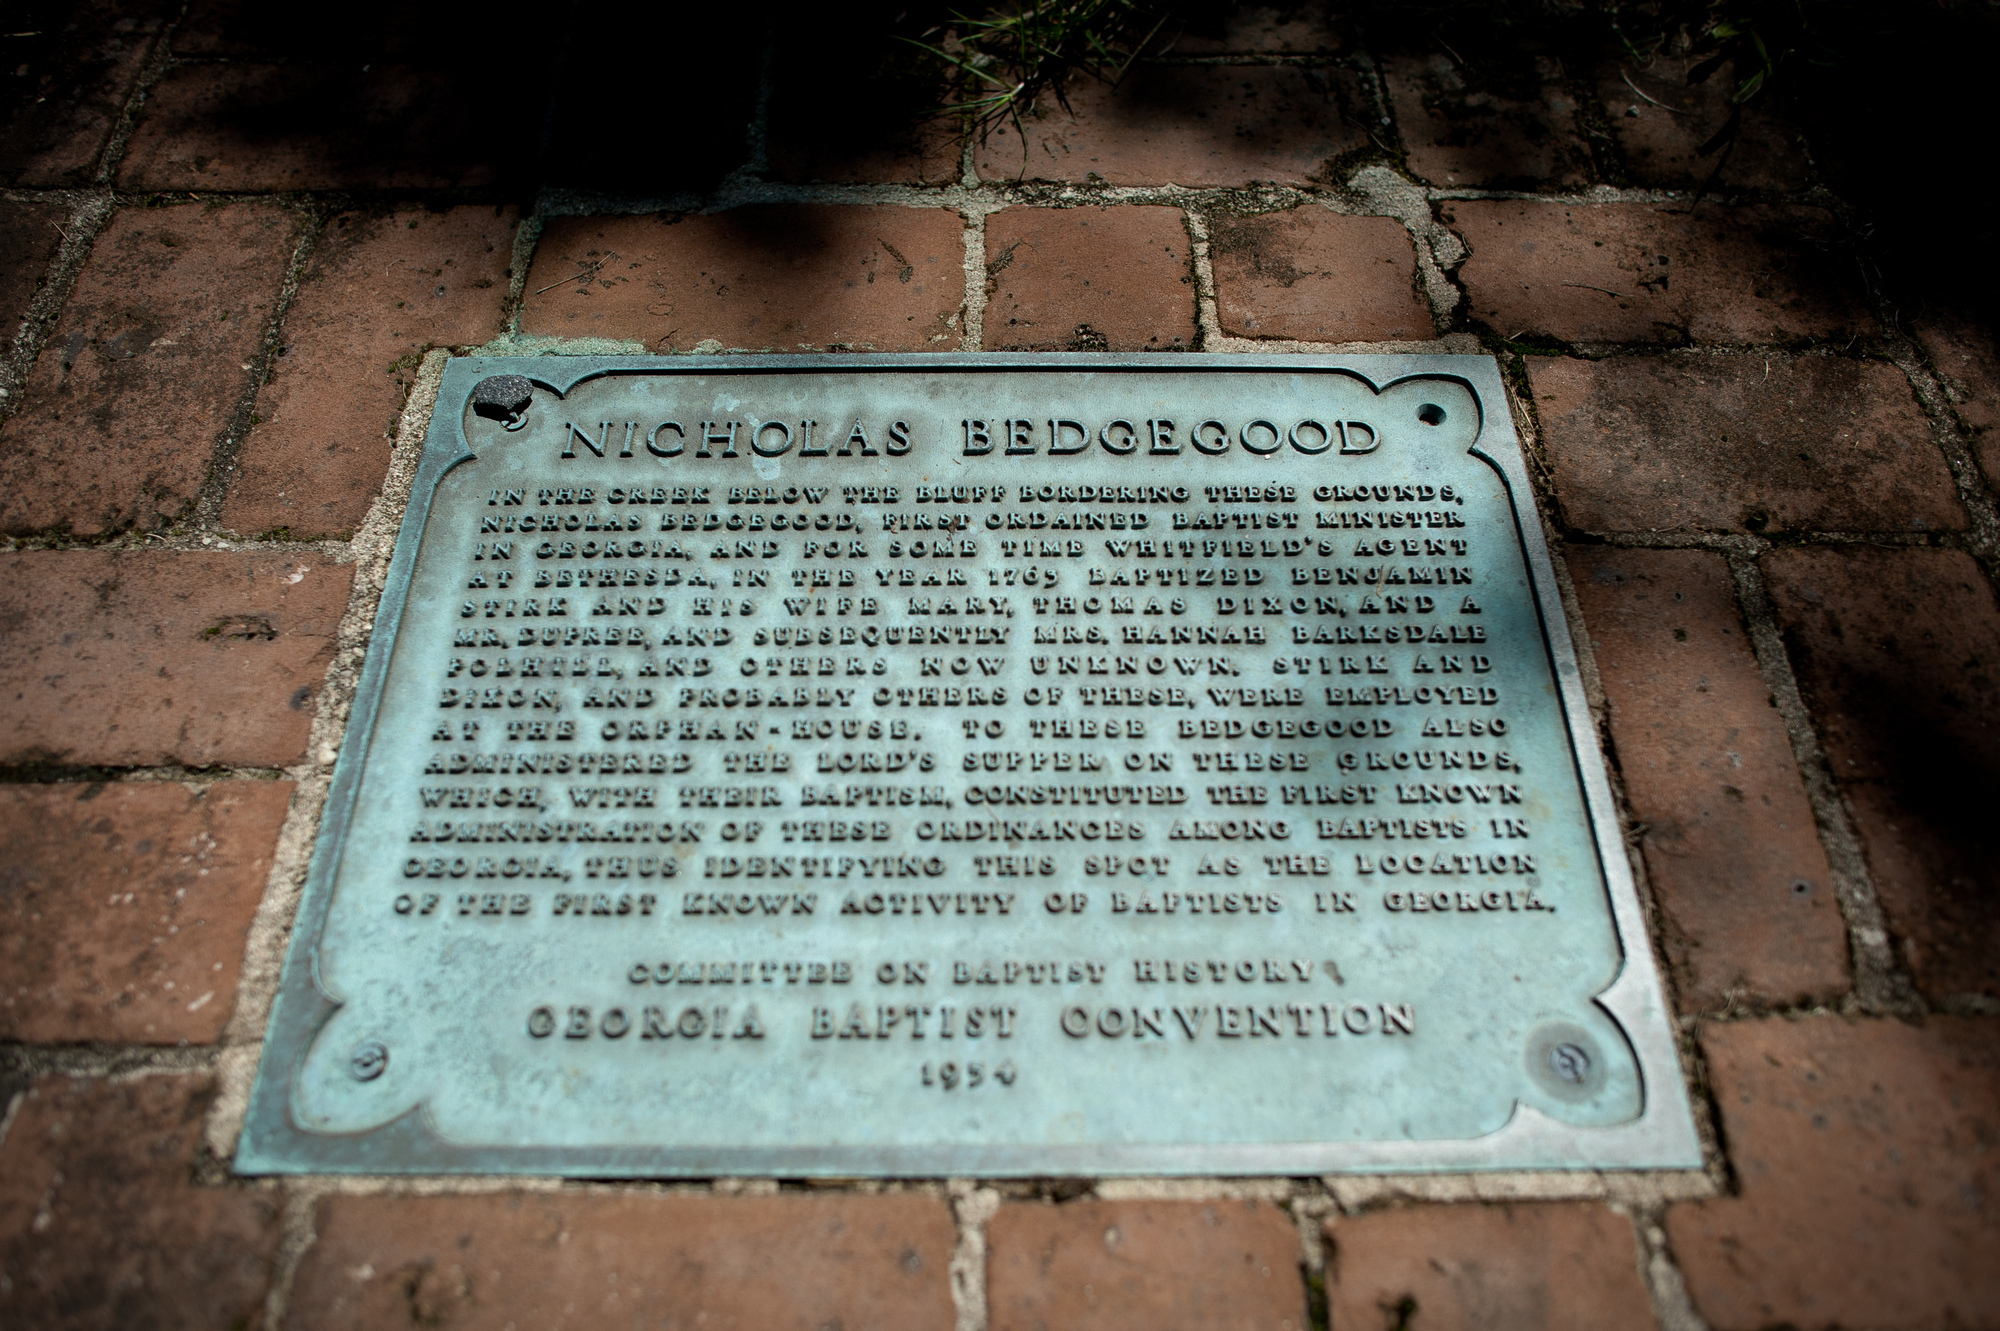 NICHOLAS BEDGEGOOD
IN THE CREEK BELOW THE BLUFF BORDERING THESE GROUNDS,
NICHOLAS BEDGEGOOD, FIRST ORDAINED BAPTIST MINISTER
IN GEORGIA, AND FOR SOME TIME WHITFIELD'S AGENT
AT BETHESDA, IN THE YEAR 1763 BAPTIZED BENJAMIN
STIRK AND HIS WIFE MARY, THOMAS DIXON, AND A
MR. DUPREE, AND SUBSEQUENTLY MRS. HANNAH BARKSDALE
POLHILL, AND OTHERS NOW UNKNOWN. STIRK AND
DIXON, AND PROBABLY OTHERS OF THESE, WERE EMPLOYED
AT THE ORPHAN-HOUSE. TO THESE BEDGEGOOD ALSO
ADMINISTERED THE LORD'S SUPPER ON THESE GROUNDS,
WHICH, WITH THEIR BAPTISM, CONSTITUTED THE FIRST KNOWN
ADMINISTRATION OF THESE ORDINANCES AMONG BAPTISTS IN
GEORGIA, THUS IDENTIFYING THIS SPOT AS THE LOCATION
OF THE FIRST KNOWN ACTIVITY OF BAPTISTS IN GEORGIA.
COMMITTEE ON BAPTIST HISTORY
GEORGIA BAPTIST CONVENTION
1954